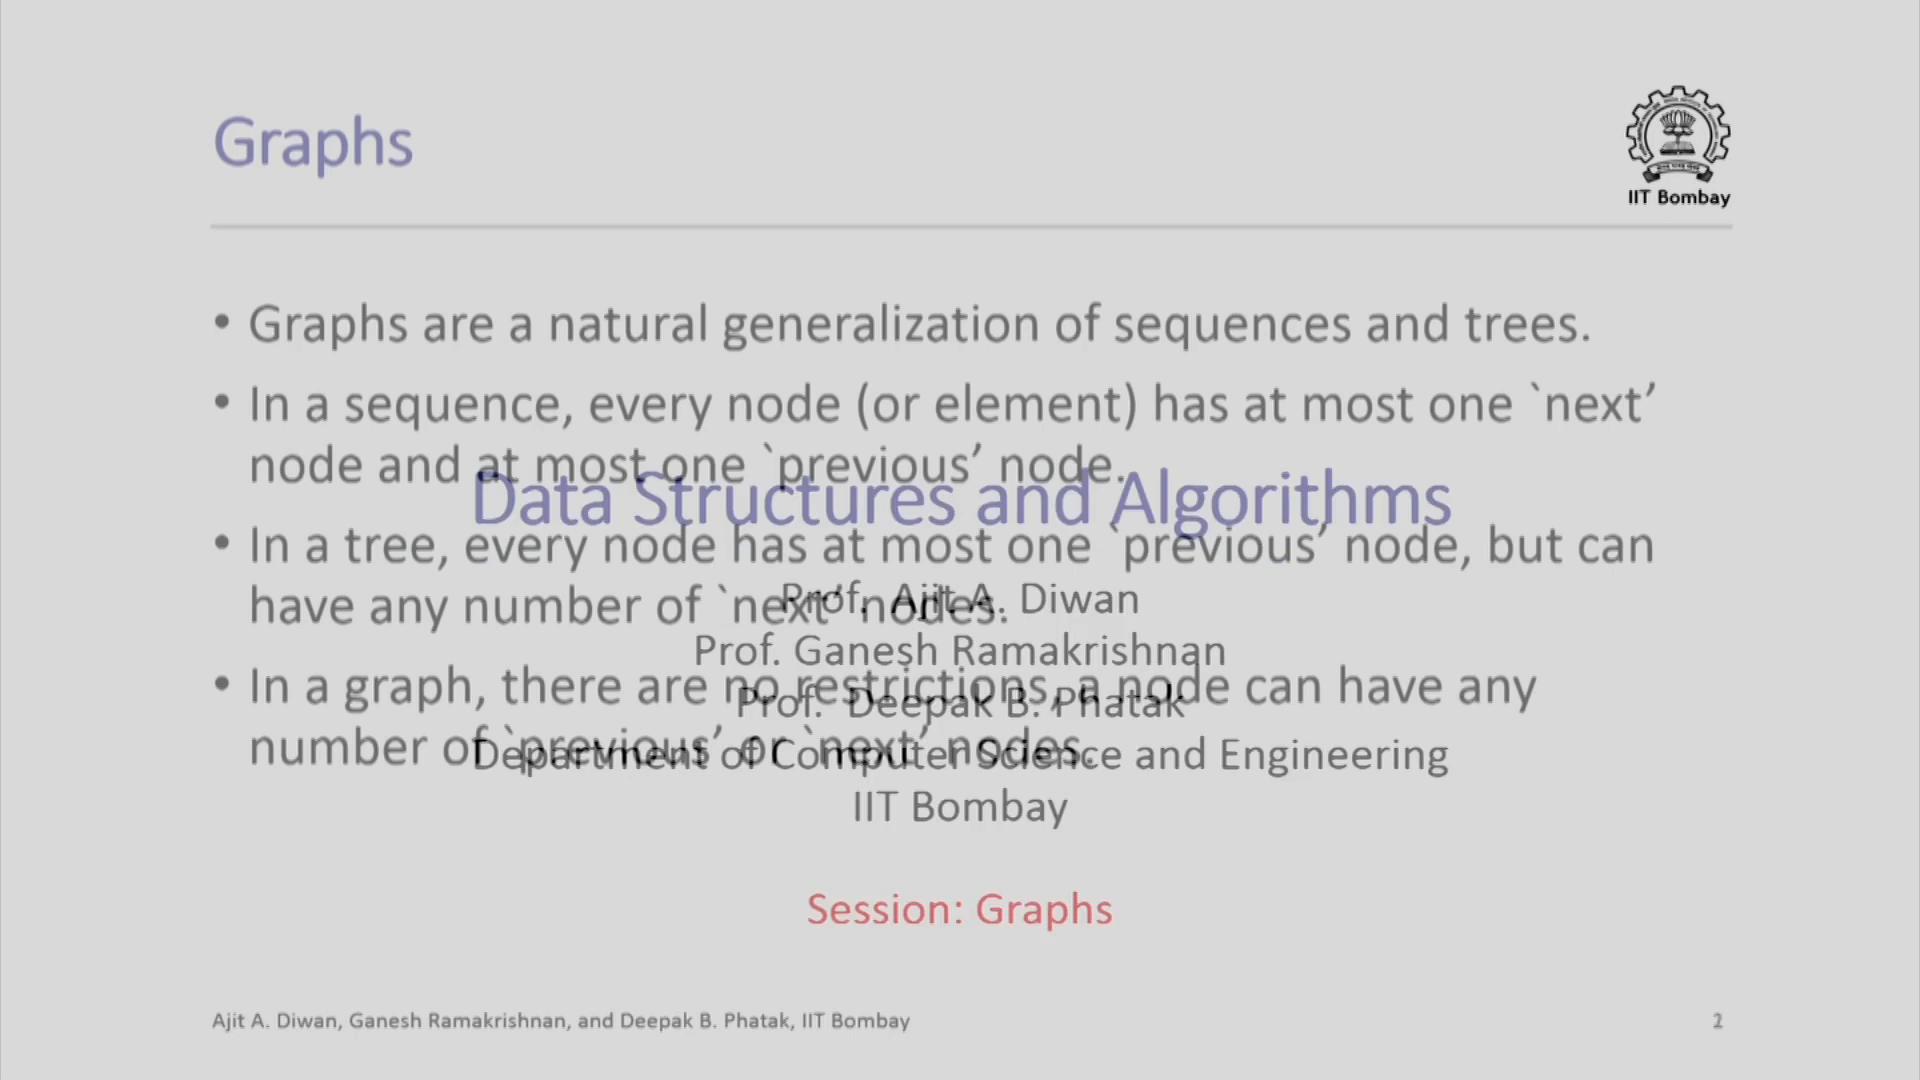 Graphs
IIT Bombay
• Graphs are a natural generalization of sequences and trees.
• In a sequence, every node (or element) has at most one `next’
node and at most one `previous’ node.
• In a tree, every node has at most one `previous’ node, but can
have any number of `next’ nodes.
• In a graph, there are no restrictions, a node can have any
number of `previous’ or `next’ nodes.
Data Structures and Algorithms
Prof. Ajit A. Diwan
Prof. Ganesh Ramakrishnan
Prof. Deepak B. Phatak
Department of Computer Science and Engineering
IIT Bombay
Session: Graphs
Ajit A. Diwan, Ganesh Ramakrishnan, and Deepak B. Phatak, IIT Bombay